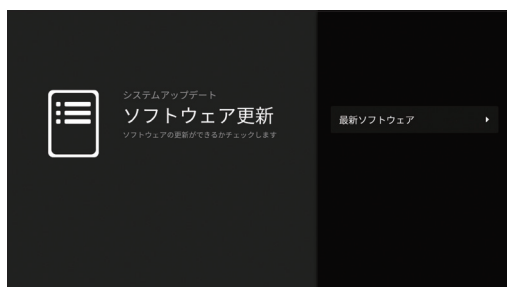 システムアップデート
ソフトウェア更新
ソフトウェアの更新ができるかチェックします
最新ソフトウェア